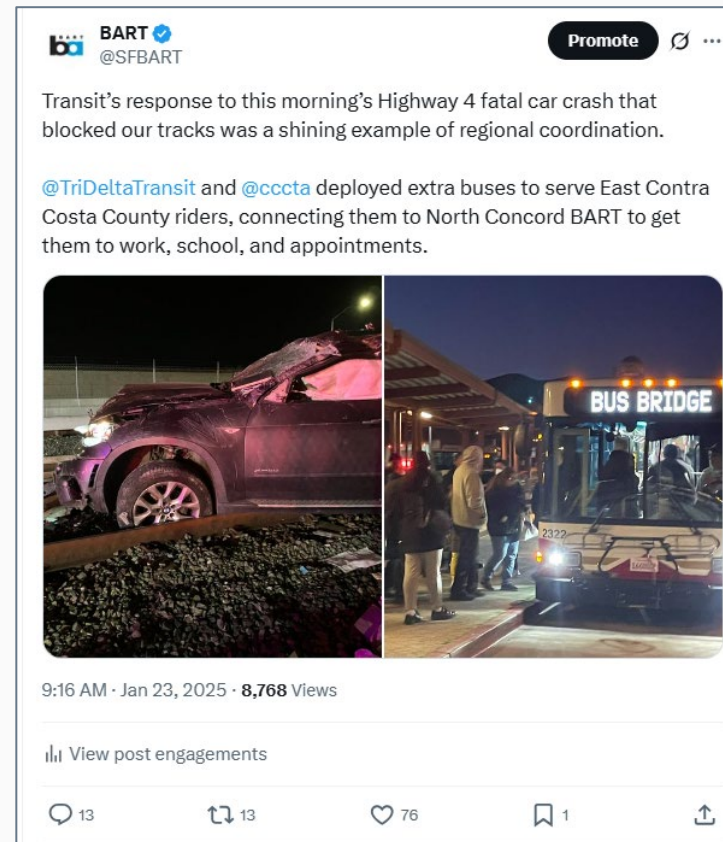 BART
@SFBART
Promote
Transit’s response to this morning’s Highway 4 fatal car crash that
blocked our tracks was a shining example of regional coordination.
@TriDeltaTransit and @cccta deployed extra buses to serve East Contra
Costa County riders, connecting them to North Concord BART to get
them to work, school, and appointments.
BUS BRIDGE
2322
9:16 AM · Jan 23, 2025 · 8,768 Views
View post engagements
13
13
76
1